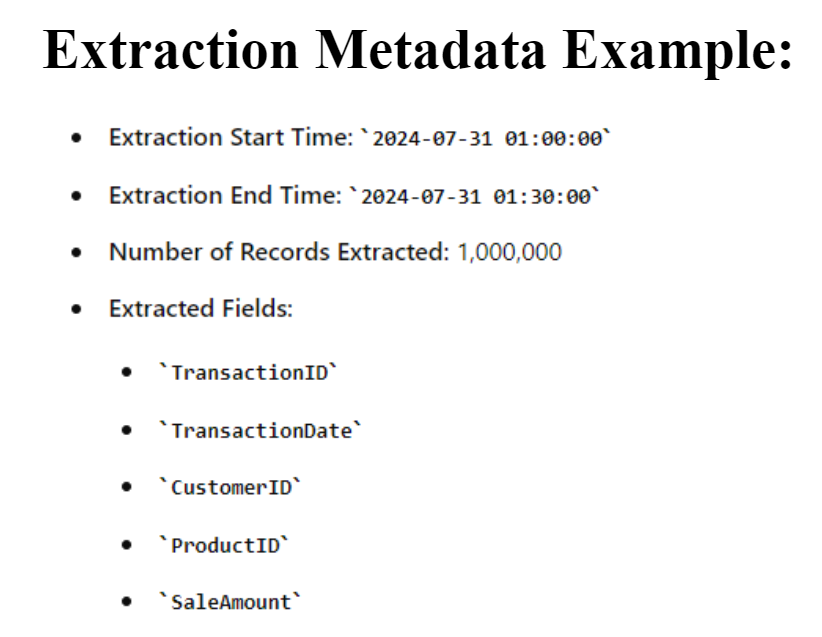 Extraction Metadata Example:
• Extraction Start Time: `2024-07-31 01:00:00`
• Extraction End Time: `2024-07-31 01:30:00`
• Number of Records Extracted: 1,000,000
• Extracted Fields:
• `TransactionID`
• `TransactionDate`
• `CustomerID`
• `ProductID`
• `SaleAmount`